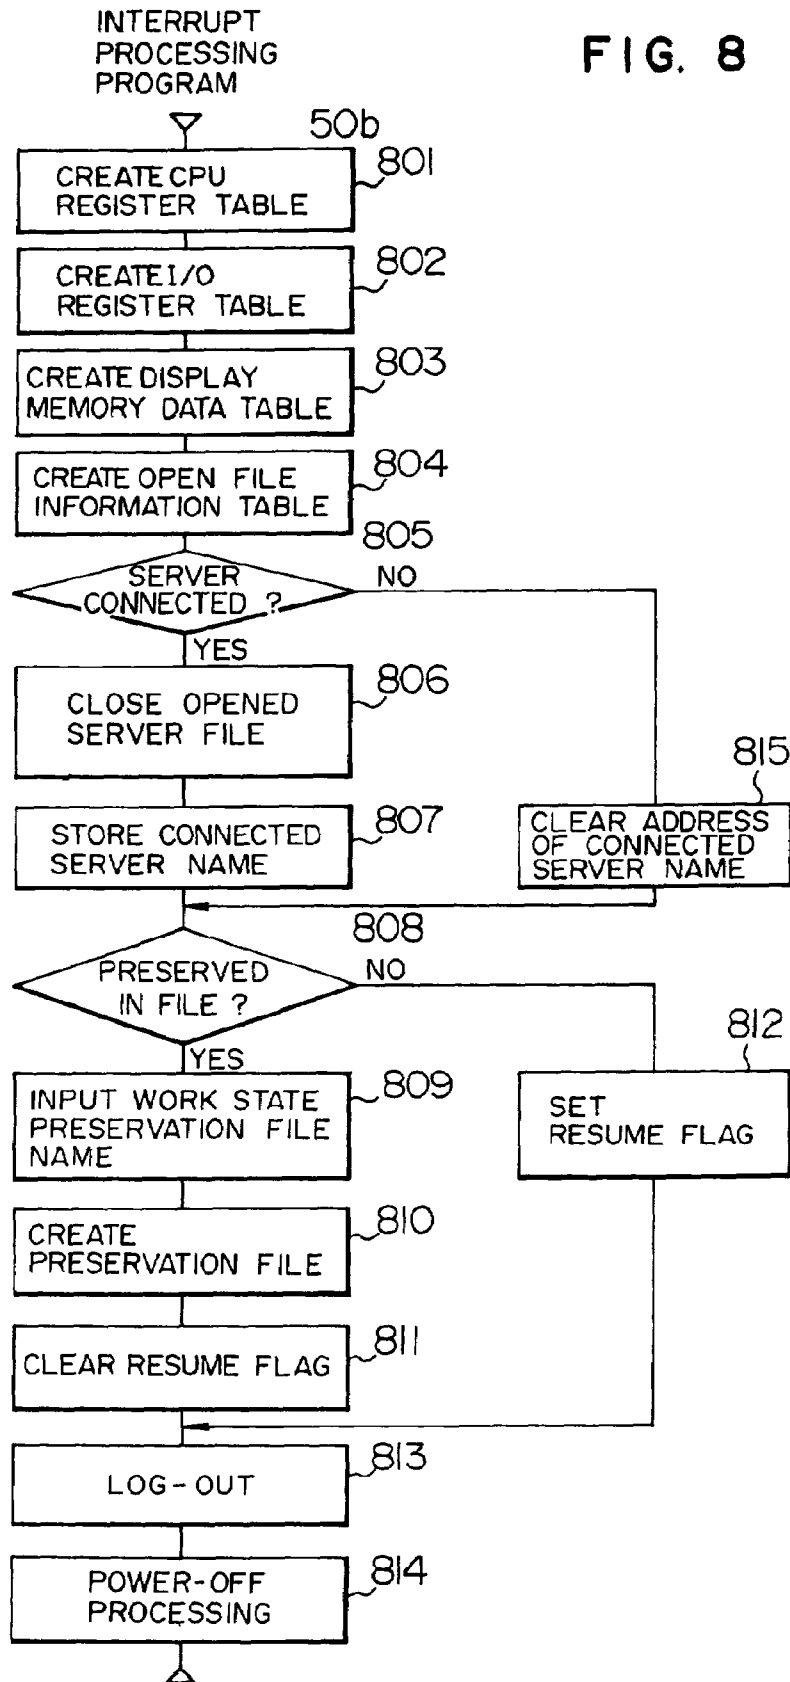 INTERRUPT
PROCESSING
PROGRAM
FIG. 8
50b
CREATE CPU
REGISTER TABLE
801
CREATE I/O
REGISTER TABLE
802
CREATE DISPLAY
MEMORY DATA TABLE
803
CREATE OPEN FILE
INFORMATION TABLE
804
805
SERVER
CONNECTED ?
NO
YES
CLOSE OPENED
SERVER FILE
806
STORE CONNECTED
SERVER NAME
807
815
CLEAR ADDRESS
OF CONNECTED
SERVER NAME
808
PRESERVED
IN FILE ?
NO
YES
INPUT WORK STATE
PRESERVATION FILE
NAME
809
812
SET
RESUME FLAG
CREATE
PRESERVATION FILE
810
CLEAR RESUME FLAG
811
LOG-OUT
813
POWER-OFF
PROCESSING
814